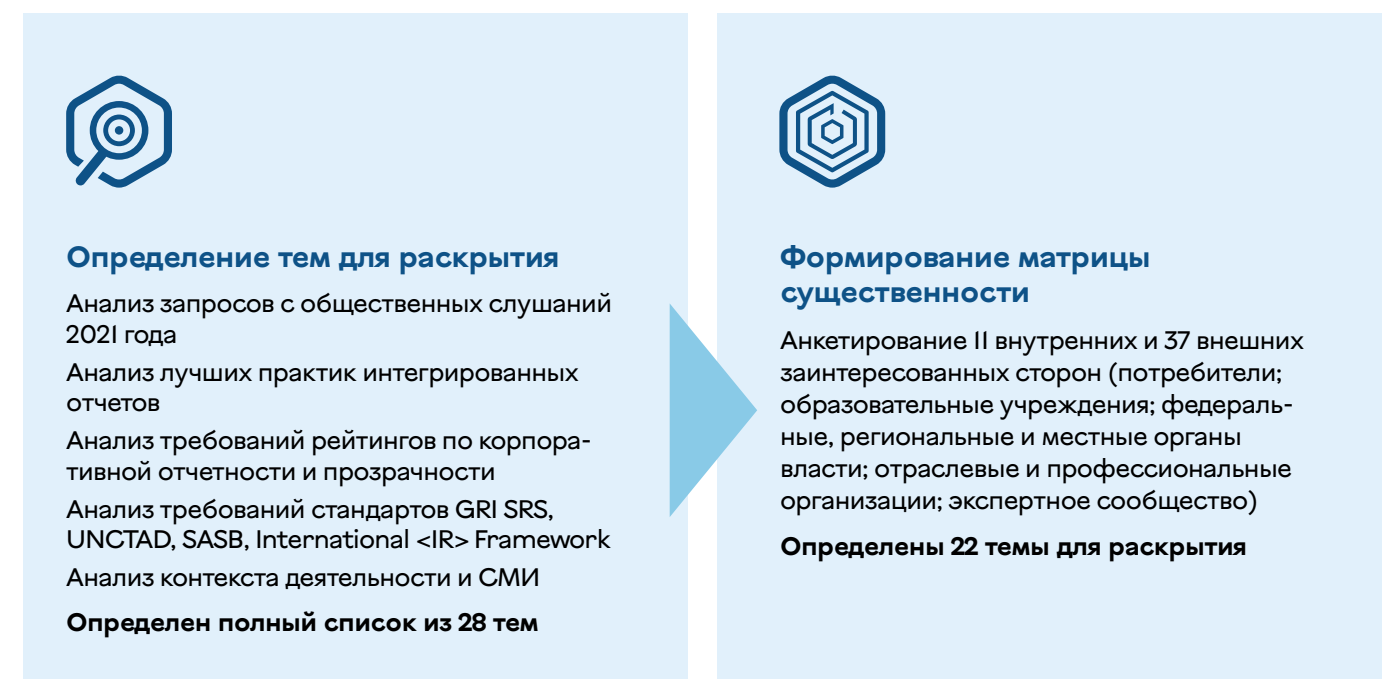 Определение тем для раскрытия
Анализ запросов с общественных слушаний
2021 года
Анализ лучших практик интегрированных
отчетов
Анализ требований рейтингов по корпора-
тивной отчетности и прозрачности
Анализ требований стандартов GRI SRS,
UNCTAD, SASB, International <IR> Framework
Анализ контекста деятельности и СМИ
Определен полный список из 28 тем
Формирование матрицы
существенности
Анкетирование 11 внутренних и 37 внешних
заинтересованных сторон (потребители;
образовательные учреждения; федераль-
ные, региональные и местные органы
власти; отраслевые и профессиональные
организации; экспертное сообщество)
Определены 22 темы для раскрытия